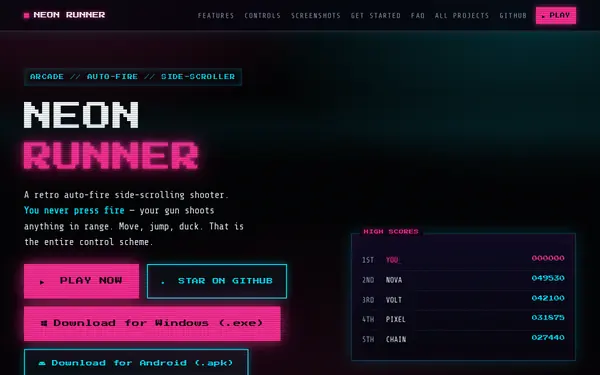 NEON RUNNER
FEATURES CONTROLS SCREENSHOTS GET STARTED FAQ ALL PROJECTS GITHUB PLAY
ARCADE // AUTO-FIRE // SIDE-SCROLLER
NEON
RUNNER
A retro auto-fire side-scrolling shooter.
You never press fire — your gun shoots
anything in range. Move, jump, duck. That is
the entire control scheme.
PLAY NOW
STAR ON GITHUB
Download for Windows (.exe)
Download for Android (.apk)
HIGH SCORES
1ST YOU_ 000000
2ND NOVA 049530
3RD VOLT 042100
4TH PIXEL 031875
5TH CHAIN 027440